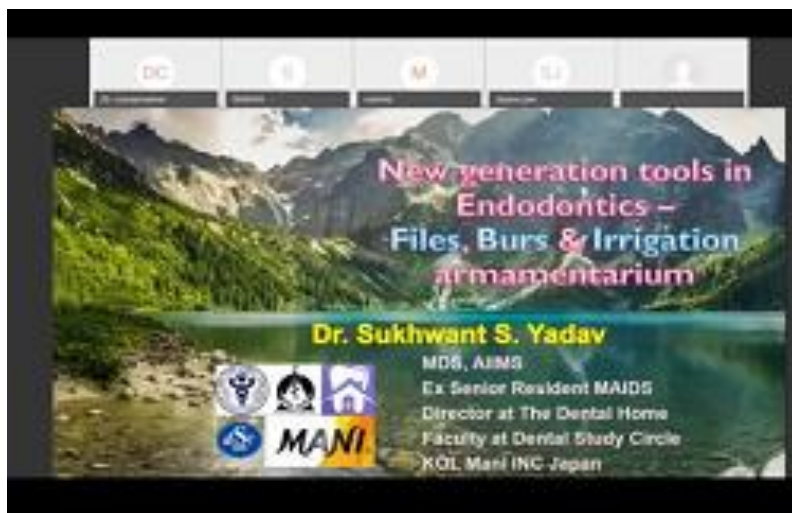 DC
M
SJ
New generation tools in
Endodontics –
Files, Burs & Irrigation
armamentarium
Dr. Sukhwant S. Yadav
MDS, AIIMS
Ex Senior Resident MAIDS
Director at The Dental Home
Faculty at Dental Study Circle
KOL Mani INC Japan
MANI